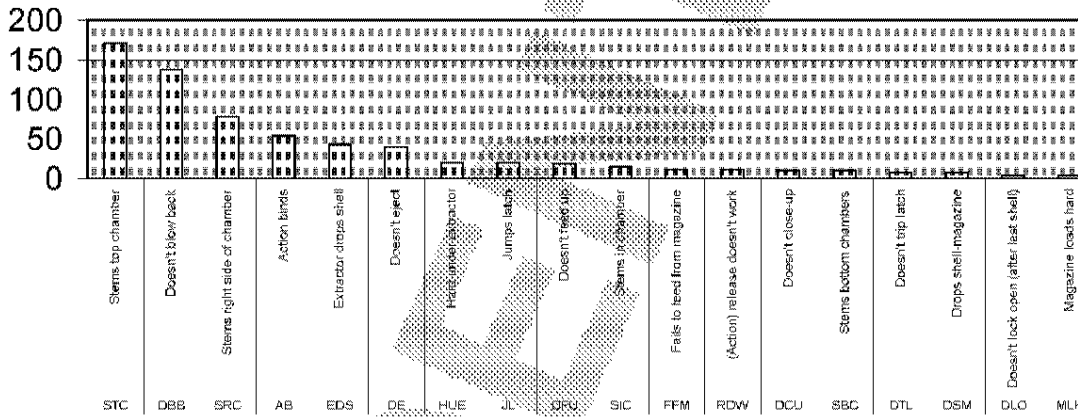 200
150
100
50
0
Stems top chamber
Doesn't blow back
Stems right side of chamber
Action binds
Extractor drops shell
Doesn't eject
Hard under extractor
Jumps latch
Doesn't feed up
Stems in chamber
Fails to feed from magazine
(Action) release doesn't work
Doesn't close-up
Stems bottom chambers
Doesn't trip latch
Drops shell-magazine
Doesn't lock open (after last shell)
Magazine loads hard
STC DBB SRC AB EDS DE HUE JL DFU SIC FFM RDW DCU SBC DTL DSM DLO MLH